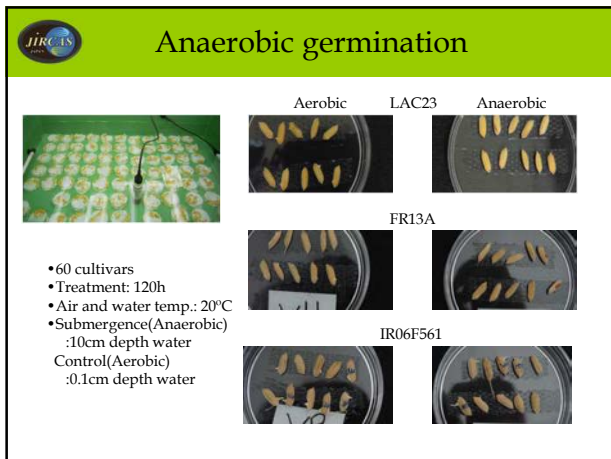 JIRCAS
Anaerobic germination
Aerobic LAC23 Anaerobic
FR13A
IR06F561
•60 cultivars
•Treatment: 120h
•Air and water temp.: 20°C
•Submergence(Anaerobic)
:10cm depth water
Control(Aerobic)
:0.1cm depth water